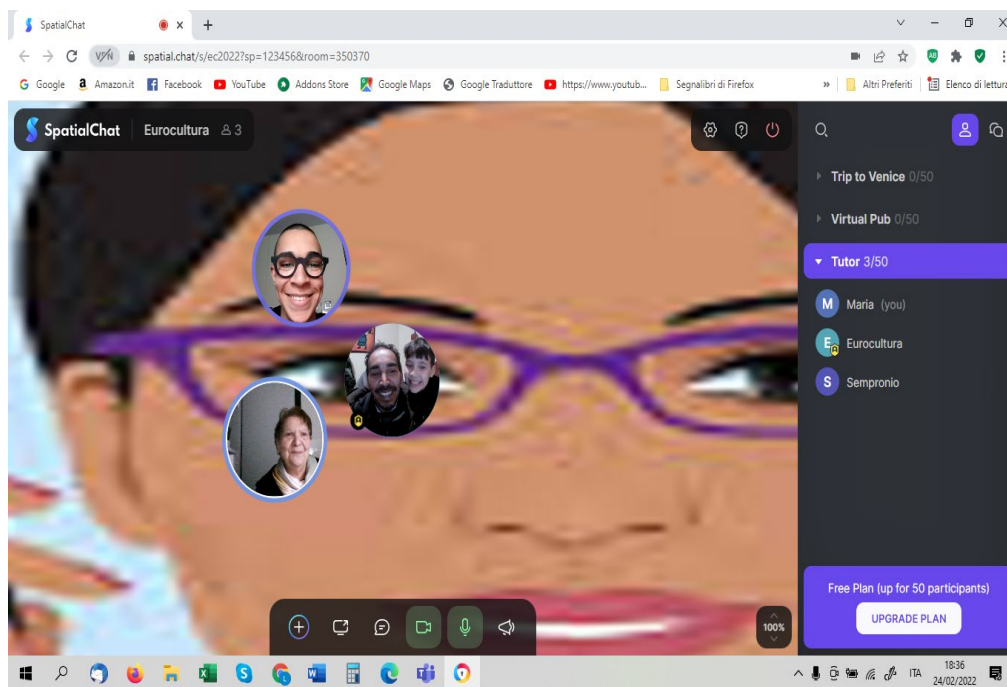 SpatialChat
spatial.chat/s/ec2022?sp=123456&room=350370
Google Amazon.it Facebook YouTube Addons Store Google Maps Google Traduttore https://www.youtub... Segnalibri di Firefox » Altri Preferiti Elenco di lettura
SpatialChat Eurocultura 3
Trip to Venice 0/50
Virtual Pub 0/50
Tutor 3/50
M Maria (you)
E Eurocultura
S Sempronio
Free Plan (up for 50 participants)
UPGRADE PLAN
100%
ITA
18:36
24/02/2022